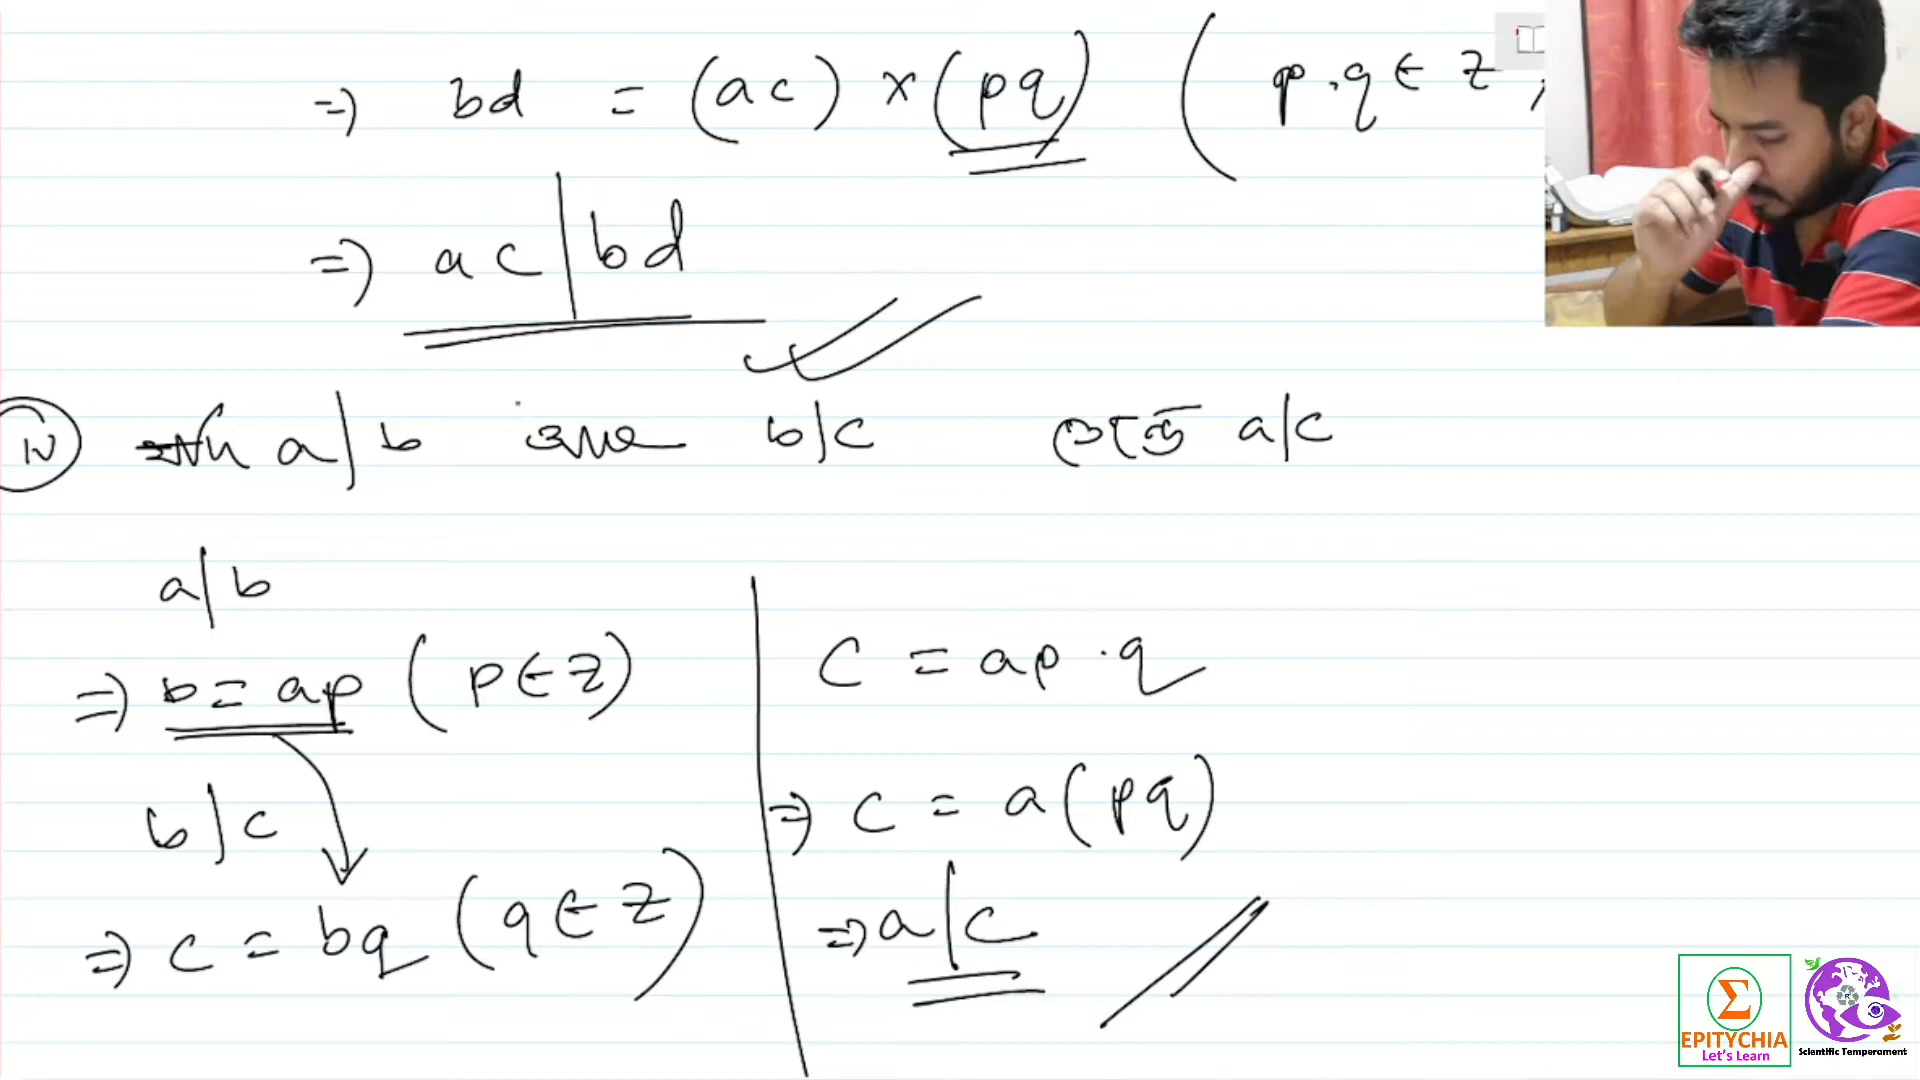 ⇒ bd = (ac) × (pq) ( p.q ∈ Z,
⇒ ac | bd
iv যদি a | b এবং b | c তবে a | c
a | b
⇒ b = ap ( p ∈ Z )
b | c
⇒ c = bq ( q ∈ Z )
C = ap . q
⇒ C = a ( pq )
⇒ a | c
Σ
EPITYCHIA
Let's Learn
Scientific Temperament